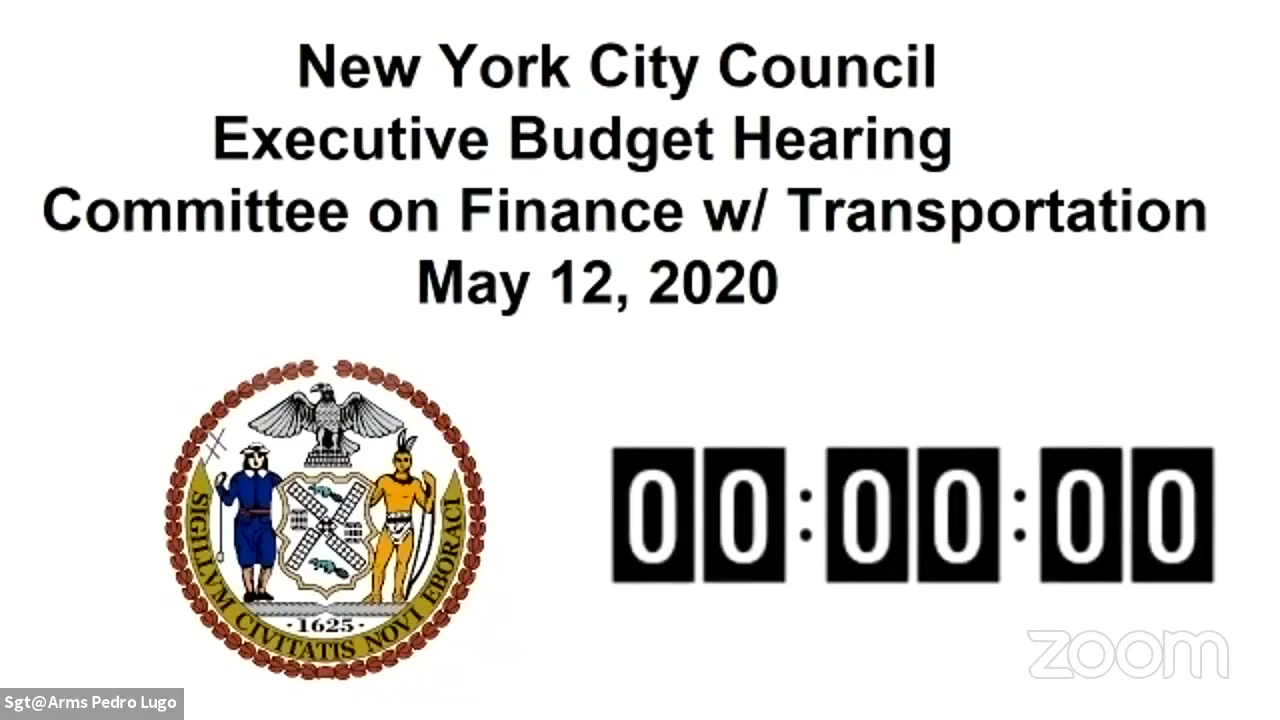 New York City Council
Executive Budget Hearing
Committee on Finance w/ Transportation
May 12, 2020
SIGILLVM CIVITATIS NOVI EBORACI
·1625·
00:00:00
zoom
Sgt@Arms Pedro Lugo